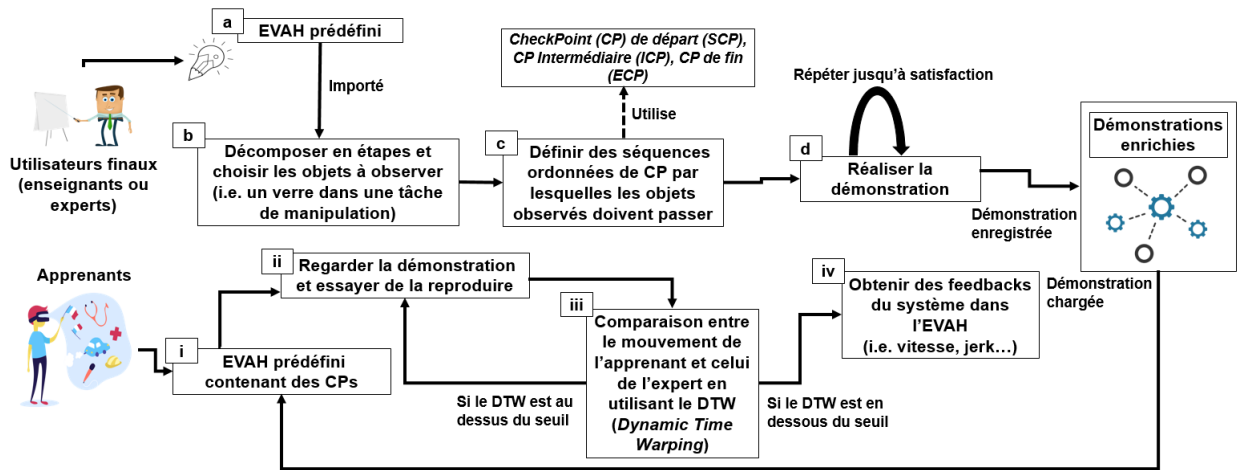 a
EVAH prédéfini
Importé
Utilisateurs finaux
(enseignants ou
experts)
b
Décomposer en étapes et
choisir les objets à observer
(i.e. un verre dans une tâche
de manipulation)
CheckPoint (CP) de départ (SCP),
CP Intermédiaire (ICP), CP de fin
(ECP)
Utilise
c
Définir des séquences
ordonnées de CP par
lesquelles les objets
observés doivent passer
Répéter jusqu’à satisfaction
d
Réaliser la
démonstration
Démonstration
enregistrée
Démonstrations
enrichies
Démonstration
chargée
Apprenants
i
EVAH prédéfini
contenant des CPs
ii
Regarder la démonstration
et essayer de la reproduire
iii
Comparaison entre
le mouvement de
l’apprenant et celui
de l’expert en
utilisant le DTW
(Dynamic Time
Warping)
Si le DTW est au
dessus du seuil
Si le DTW est en
dessous du seuil
iv
Obtenir des feedbacks
du système dans
l’EVAH
(i.e. vitesse, jerk…)